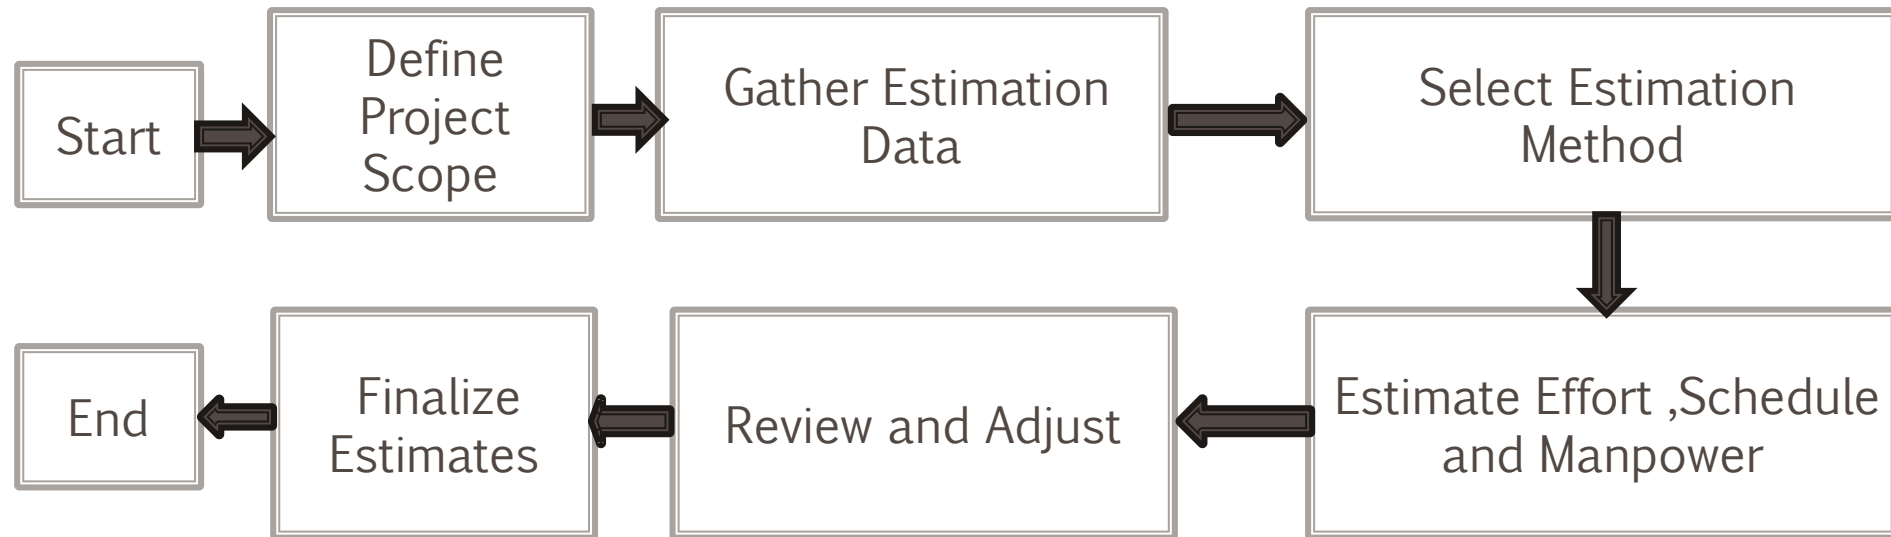 Start
Define
Project
Scope
Gather Estimation
Data
Select Estimation
Method
Estimate Effort ,Schedule
and Manpower
Review and Adjust
Finalize
Estimates
End